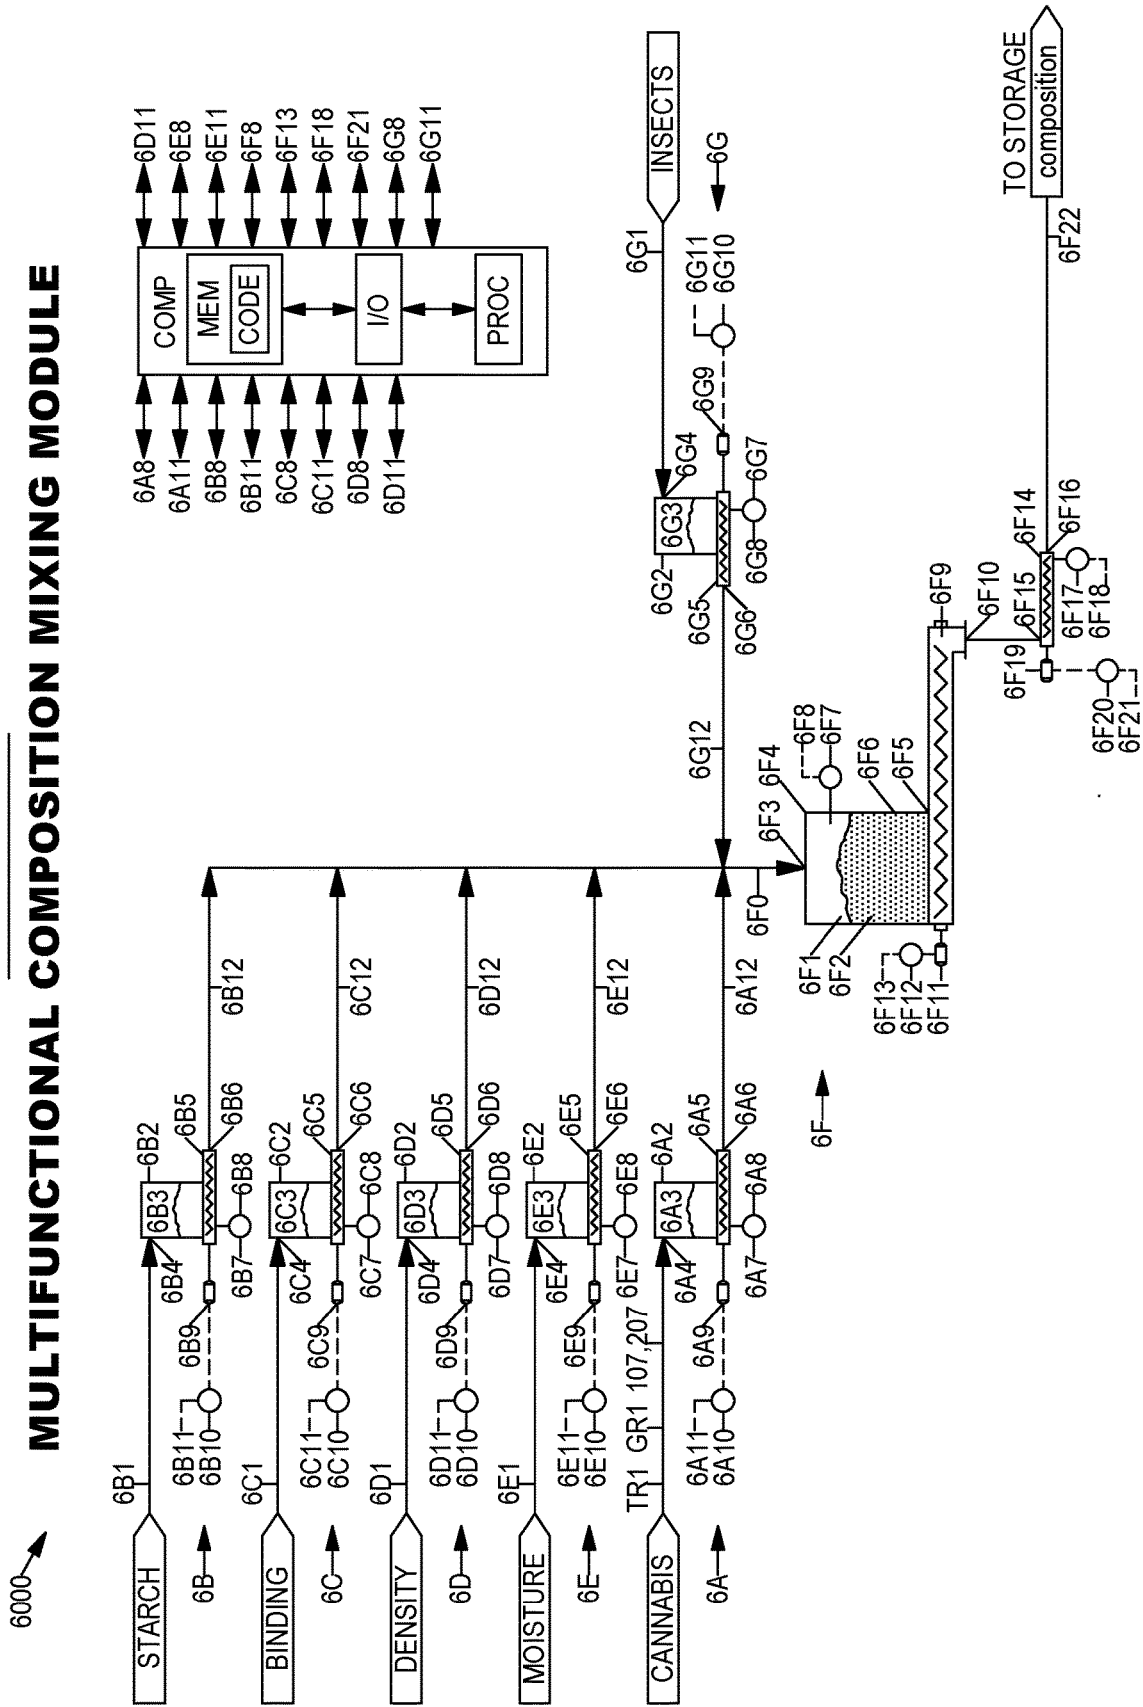 6000
MULTIFUNCTIONAL COMPOSITION MIXING MODULE
STARCH
6B1
6B4
6B3
6B2
6B5
6B6
6B12
6B
6B11
6B10
6B9
6B7
6B8
BINDING
6C1
6C4
6C3
6C2
6C5
6C6
6C12
6C
6C11
6C10
6C9
6C7
6C8
DENSITY
6D1
6D4
6D3
6D2
6D5
6D6
6D12
6D
6D11
6D10
6D9
6D7
6D8
MOISTURE
6E1
6E4
6E3
6E2
6E5
6E6
6E12
6E
6E11
6E10
6E9
6E7
6E8
CANNABIS
TR1 GR1 107,207
6A4
6A3
6A2
6A5
6A6
6A12
6A
6A11
6A10
6A9
6A7
6A8
6A8
6A11
6B8
6B11
6C8
6C11
6D8
6D11
COMP
MEM
CODE
I/O
PROC
6D11
6E8
6E11
6F8
6F13
6F18
6F21
6G8
6G11
INSECTS
6G1
6G2
6G3
6G4
6G5
6G6
6G8
6G7
6G9
6G11
6G10
6G
6G12
6F0
6F3
6F4
6F8
6F7
6F1
6F2
6F6
6F5
6F
6F13
6F12
6F11
6F9
6F10
6F15
6F14
6F16
6F19
6F17
6F18
6F20
6F21
6F22
TO STORAGE
composition